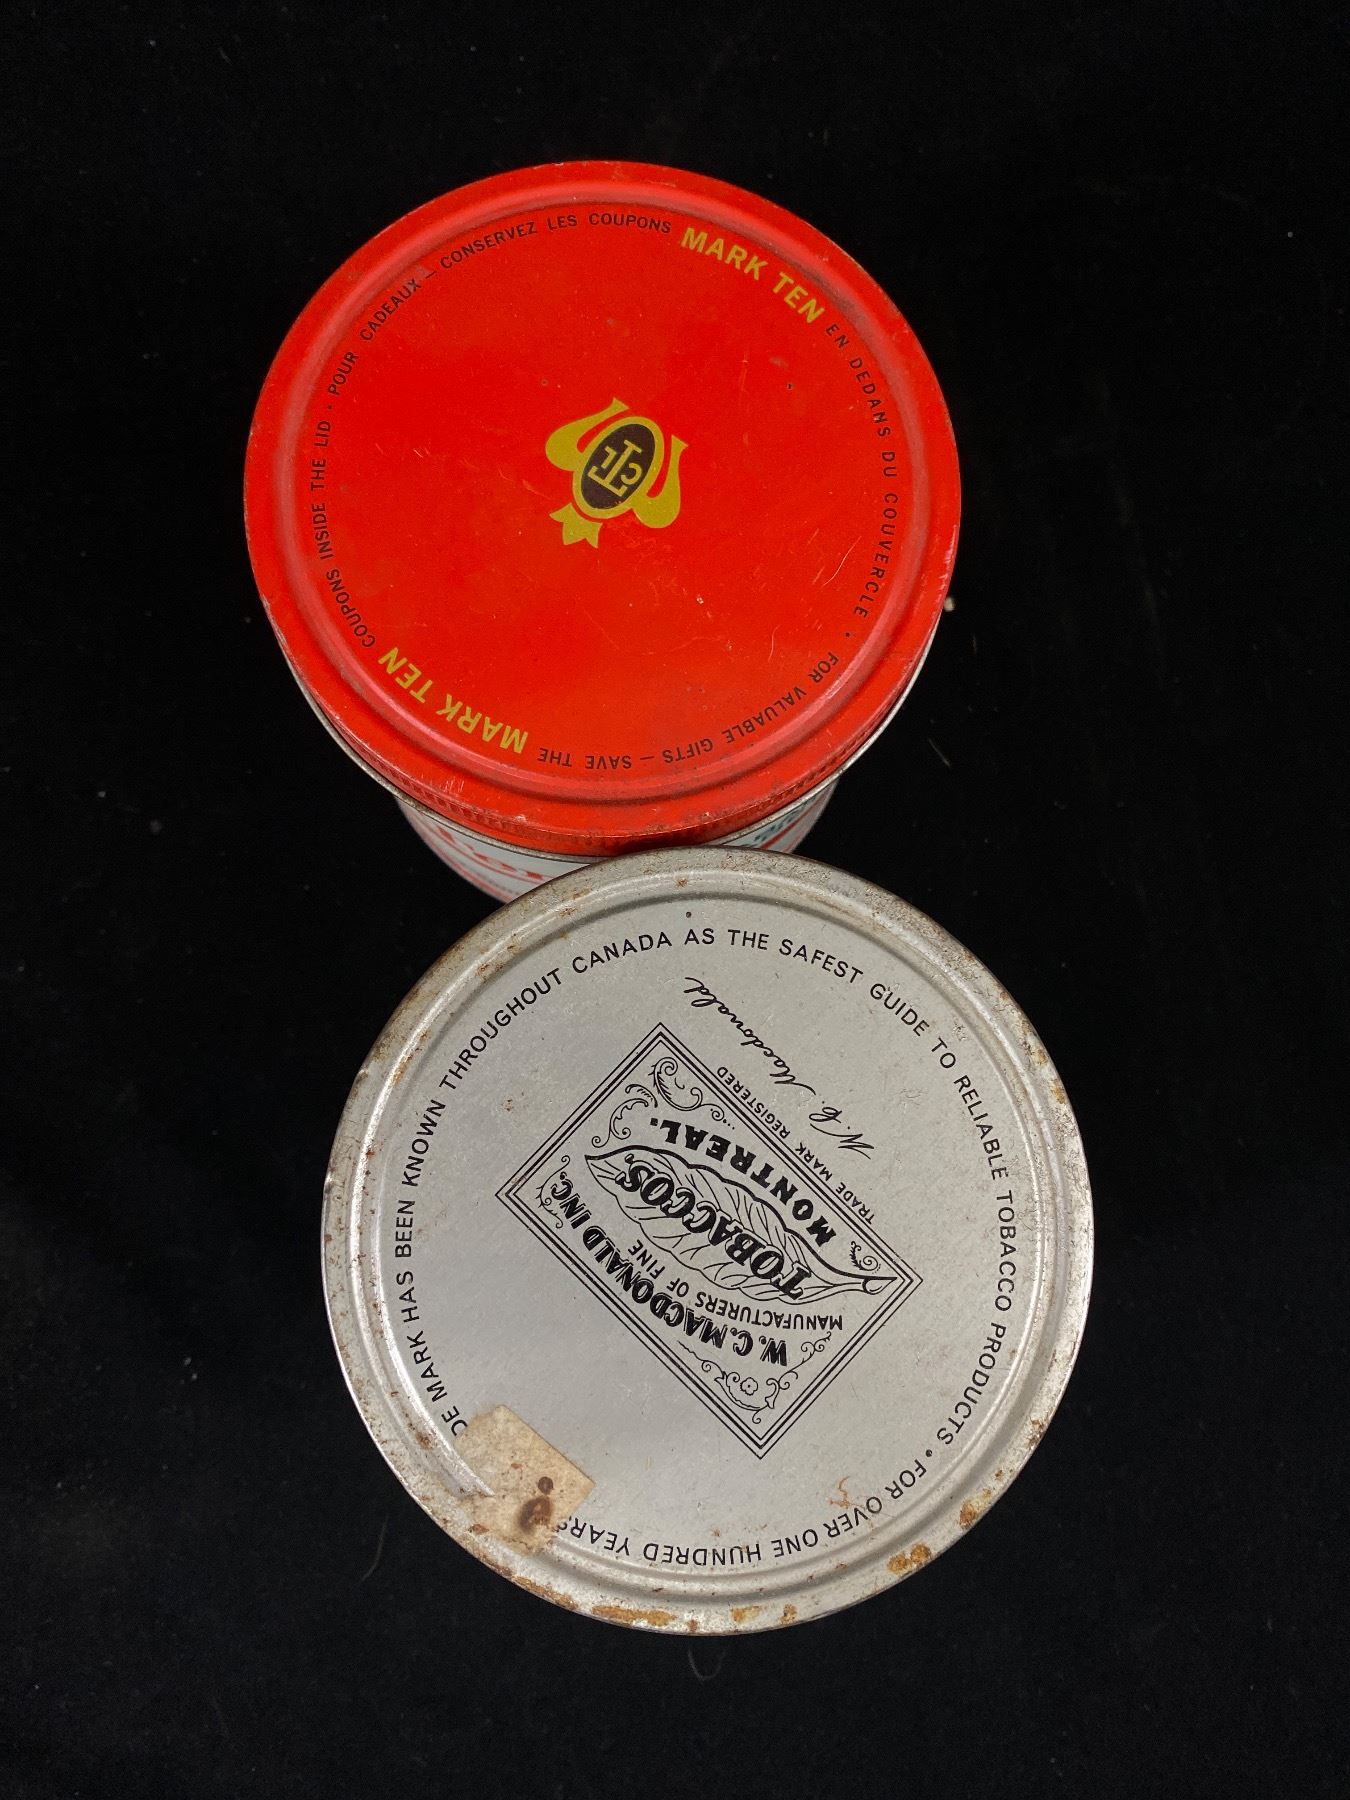 POUR CADEAUX — CONSERVEZ LES COUPONS MARK TEN EN DEDANS DU COUVERCLE •
FOR VALUABLE GIFTS — SAVE THE MARK TEN COUPONS INSIDE THE LID •
FOR OVER ONE HUNDRED YEARS DE MARK HAS BEEN KNOWN THROUGHOUT CANADA AS THE SAFEST GUIDE TO RELIABLE TOBACCO PRODUCTS •
W. C. MACDONALD INC.
MANUFACTURERS OF FINE
TOBACCOS,
MONTREAL.
TRADE MARK REGISTERED
W. C. Macdonald